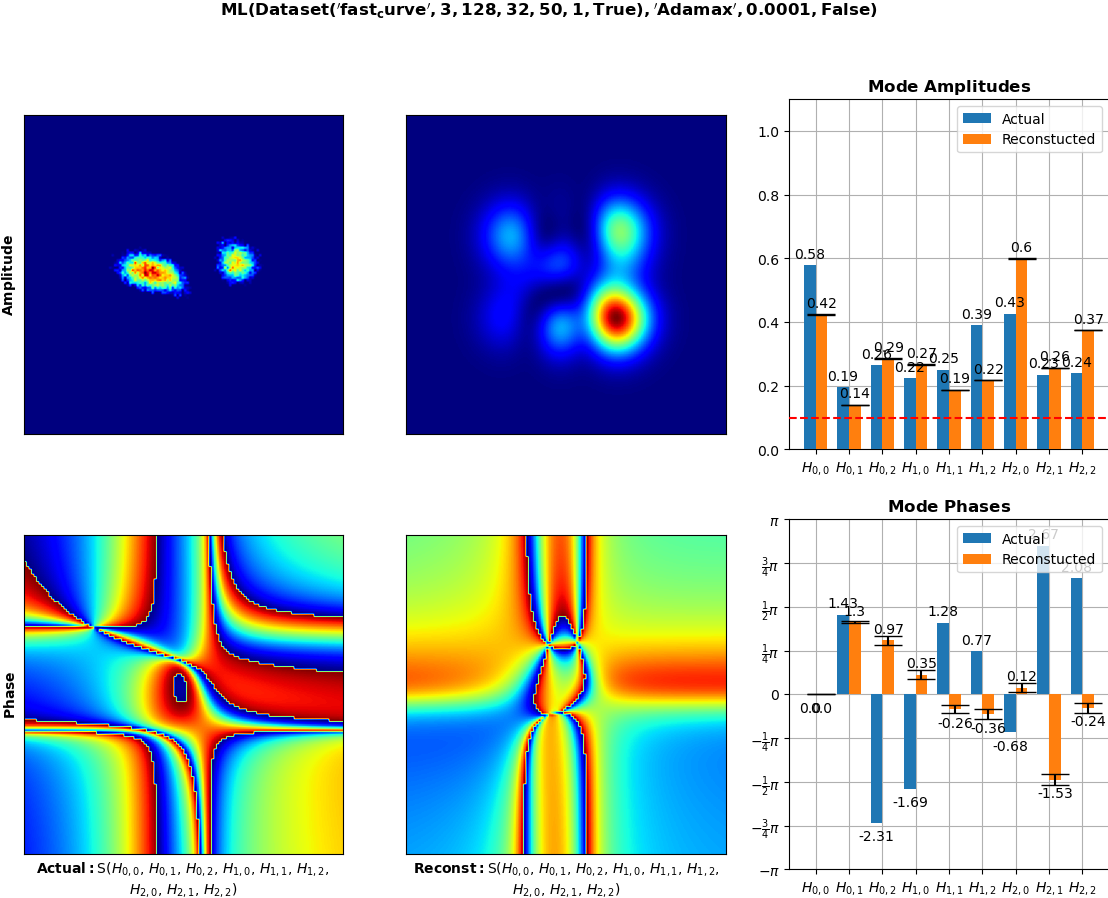 ML(Dataset('fast_curve', 3, 128, 32, 50, 1, True), 'Adamax', 0.0001, False)
Mode Amplitudes
Actual
Reconstucted
1.0
0.8
0.6
0.4
0.2
0.0
0.58
0.42
0.19
0.14
0.26
0.29
0.22
0.27
0.25
0.19
0.39
0.22
0.43
0.6
0.23
0.26
0.24
0.37
H0,0 H0,1 H0,2 H1,0 H1,1 H1,2 H2,0 H2,1 H2,2
Amplitude
Mode Phases
Actual
Reconstucted
π
3/4π
1/2π
1/4π
0
−1/4π
−1/2π
−3/4π
−π
0.0
0.0
1.43
1.3
-2.31
0.97
-1.69
0.35
1.28
-0.26
0.77
-0.36
-0.68
0.12
2.67
-1.53
2.08
-0.24
H0,0 H0,1 H0,2 H1,0 H1,1 H1,2 H2,0 H2,1 H2,2
Phase
Actual: S(H0,0, H0,1, H0,2, H1,0, H1,1, H1,2,
H2,0, H2,1, H2,2)
Reconst: S(H0,0, H0,1, H0,2, H1,0, H1,1, H1,2,
H2,0, H2,1, H2,2)